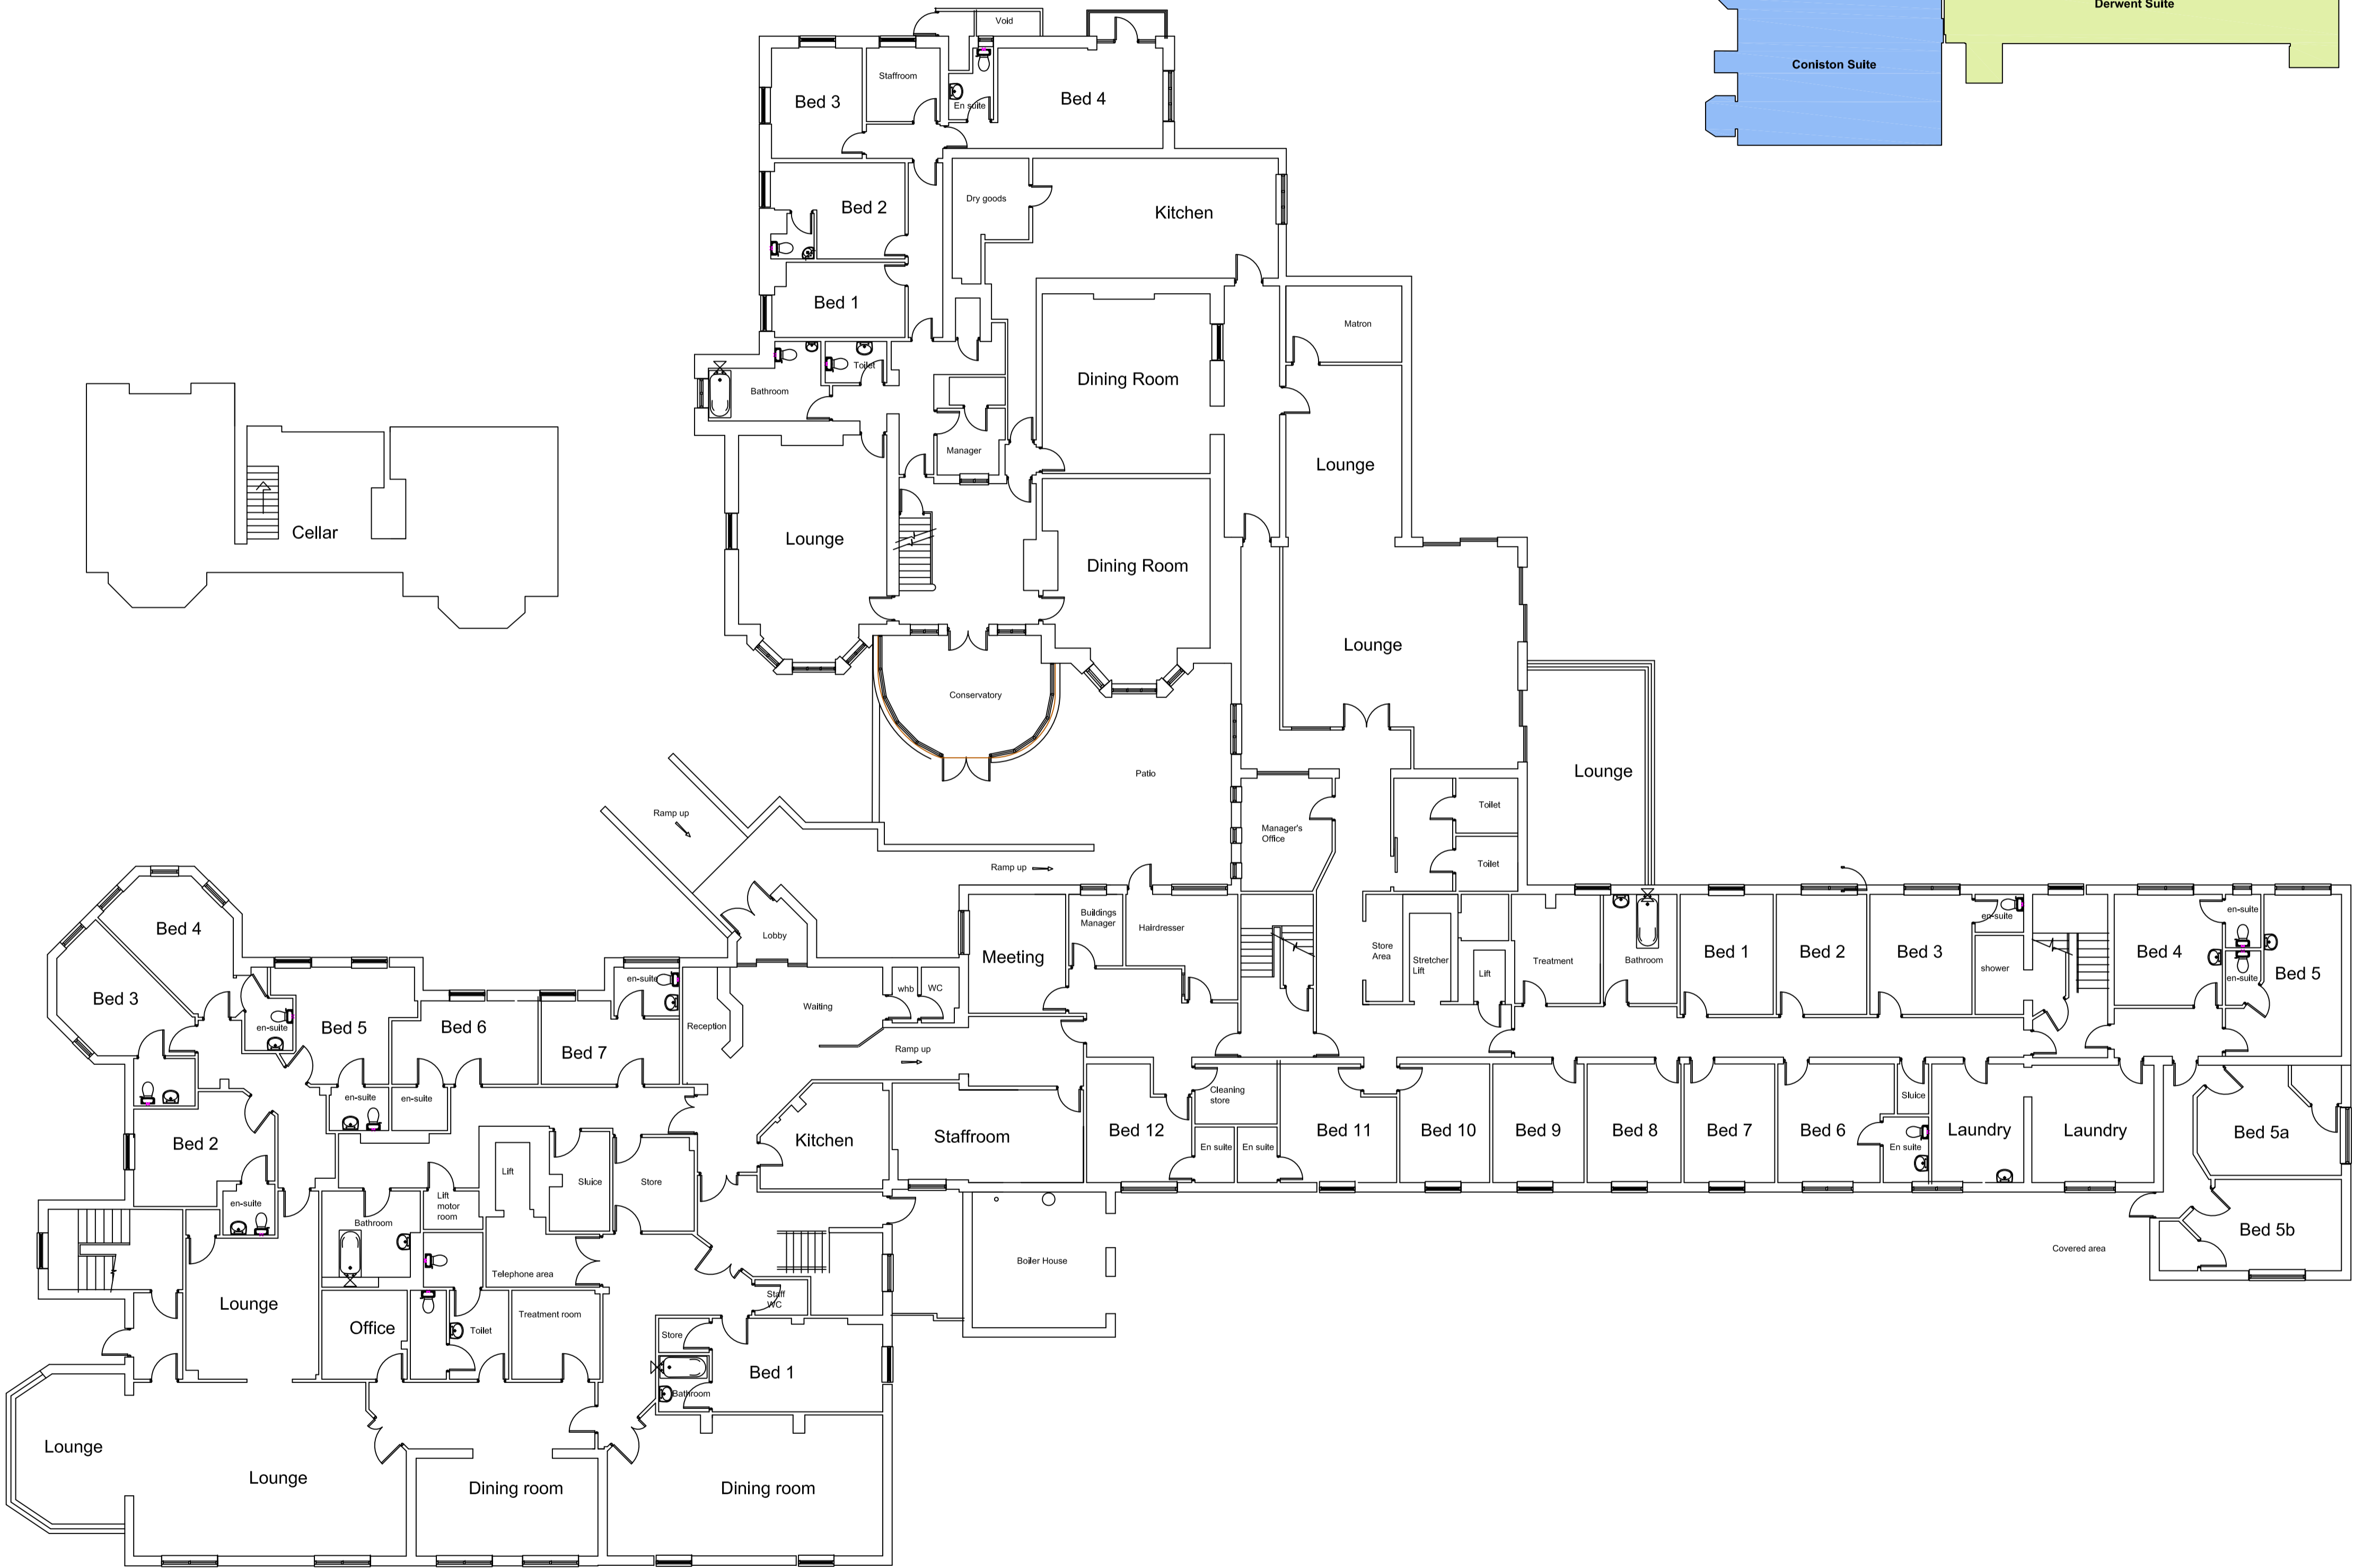 Derwent Suite
Coniston Suite
Void
Staffroom
Bed 3
En suite
Bed 4
Bed 2
Dry goods
Kitchen
Bed 1
Matron
Toilet
Bathroom
Dining Room
Manager
Lounge
Lounge
Cellar
Dining Room
Lounge
Conservatory
Patio
Lounge
Ramp up
Toilet
Manager's
Office
Toilet
Ramp up
Buildings
Manager
Hairdresser
Lobby
Meeting
Store
Area
Stretcher
Lift
Lift
Treatment
Bathroom
Bed 1
Bed 2
Bed 3
en-suite
shower
Bed 4
en-suite
en-suite
Bed 5
Bed 4
Bed 3
en-suite
Bed 5
Bed 6
Bed 7
en-suite
Reception
Waiting
whb
WC
Ramp up
en-suite
en-suite
Bed 2
en-suite
Kitchen
Staffroom
Bed 12
Cleaning
store
En suite
En suite
Bed 11
Bed 10
Bed 9
Bed 8
Bed 7
Bed 6
Sluice
En suite
Laundry
Laundry
Bed 5a
Bed 5b
Covered area
Lift
Sluice
Store
Lift
motor
room
Bathroom
Telephone area
Boiler House
Lounge
Office
Toilet
Treatment room
Staff
WC
Store
Bed 1
Bathroom
Lounge
Lounge
Dining room
Dining room